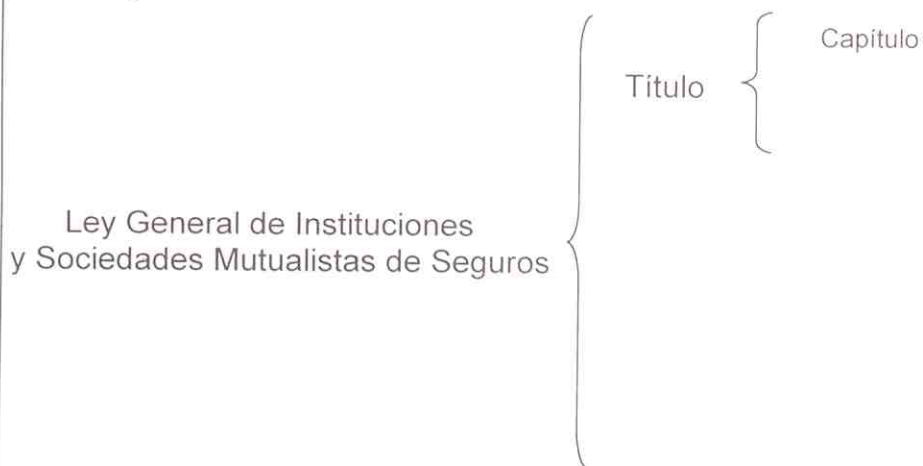 Capítulo
Título
Ley General de Instituciones
y Sociedades Mutualistas de Seguros